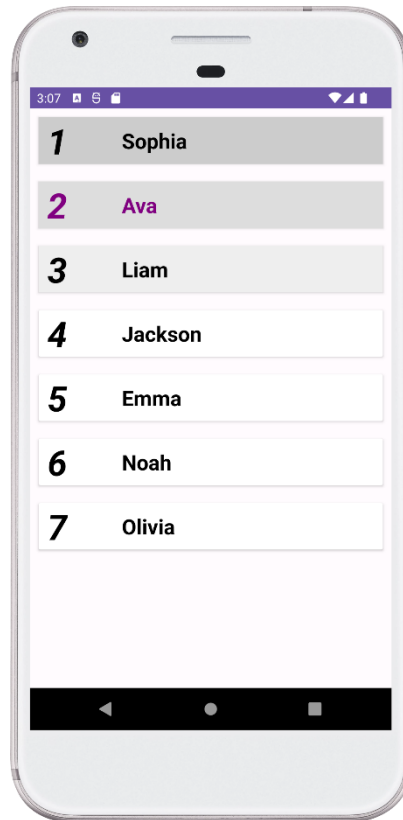 3:07
1 Sophia
2 Ava
3 Liam
4 Jackson
5 Emma
6 Noah
7 Olivia